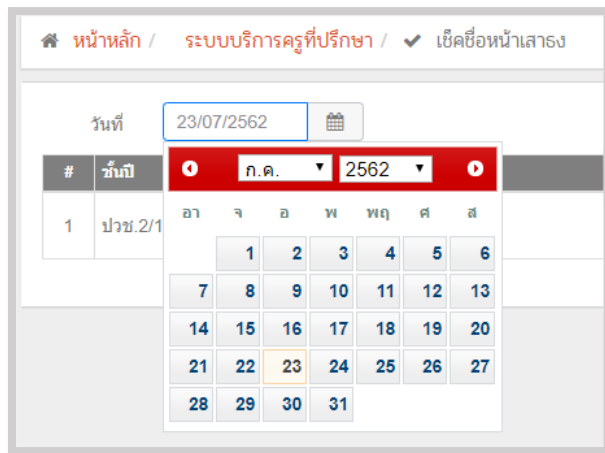 หน้าหลัก / ระบบบริการครูที่ปรึกษา / เช็คชื่อหน้าเสาธง
วันที่ 23/07/2562
# ชั้นปี
ก.ค. 2562
1 ปวช.2/1
อา จ อ พ พฤ ศ ส
1 2 3 4 5 6
7 8 9 10 11 12 13
14 15 16 17 18 19 20
21 22 23 24 25 26 27
28 29 30 31